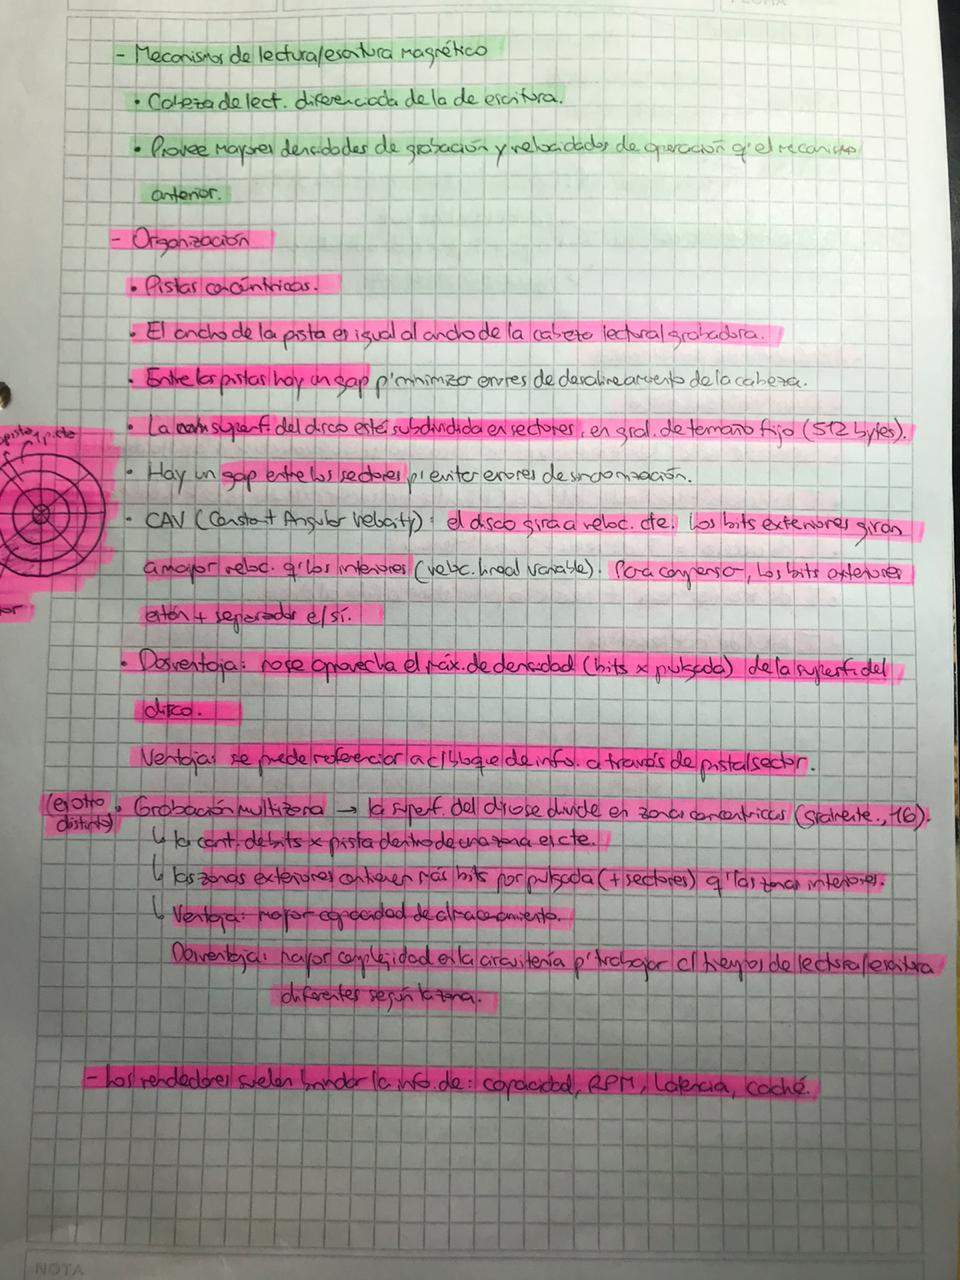 - Mecanismos de lectura/escritura magnético
• Cabeza de lect. diferenciada de la de escritura.
• Provee mayores densidades de grabación y velocidades de operación q' el mecanismo
anterior.
- Organización
• Pistas concéntricas.
• El ancho de la pista es igual al ancho de la cabeza lectura/grabadora.
• Entre las pistas hay un gap p' minimizar errores de desalineamiento de la cabeza.
• La superf. del disco está subdividida en sectores, en gral. de tamaño fijo (512 bytes).
pista
1 pista
• Hay un gap entre los sectores p' evitar errores de sincronización.
• CAV (Constant Angular Velocity): el disco gira a veloc. cte. Los bits exteriores giran
a mayor veloc. q' los interiores (veloc. lineal variable). Para compensar, los bits exteriores
están + separados e/sí.
• Desventaja: no se aprovecha el máx. de densidad (bits x pulgada) de la superf. del
disco.
Ventaja: se puede referenciar a c/bloque de info. a través de pista/sector.
(es otro
distinto)
• Grabación multizona → la superf. del disco se divide en zonas concéntricas (gralmente., 16).
↳ la cant. de bits x pista dentro de una zona es cte.
↳ las zonas exteriores contienen más bits por pulgada (+ sectores) q' las zonas interiores.
↳ Ventaja: mayor capacidad de almacenamiento.
Desventaja: mayor complejidad en la circuitería p' trabajar c/ tiempos de lectura/escritura
diferentes según la zona.
- Los vendedores suelen brindar la info. de: capacidad, RPM, Latencia, caché.
NOTA